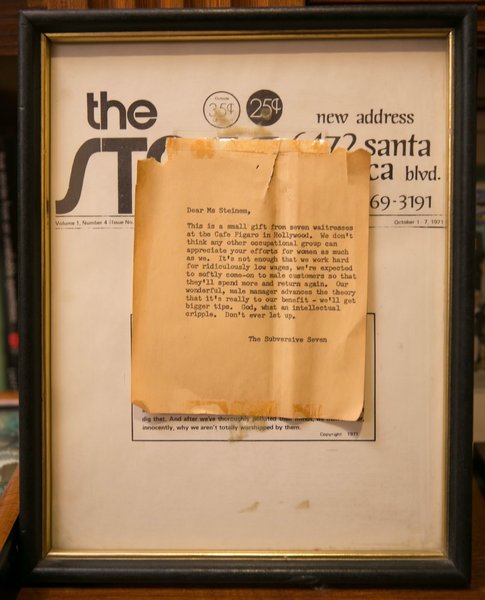 the
35¢ 25¢
new address
6472 santa
ca blvd.
69-3191
Volume 1, Number 4 (Issue No. October 1 - 7, 1971
Dear Ms Steinem,
This is a small gift from seven waitresses
at the Cafe Figaro in Hollywood. We don't
think any other occupational group can
appreciate your efforts for women as much
as we. It's not enough that we work hard
for ridiculously low wages, we're expected
to softly come-on to male customers so that
they'll spend more and return again. Our
wonderful, male manager advances the theory
that it's really to our benefit - we'll get
bigger tips. God, what an intellectual
cripple. Don't ever let up.
The Subversive Seven
dig that. And after we've thoroughly polluted their minds, we
innocently, why we aren't totally worshiped by them.
Copyright 1971